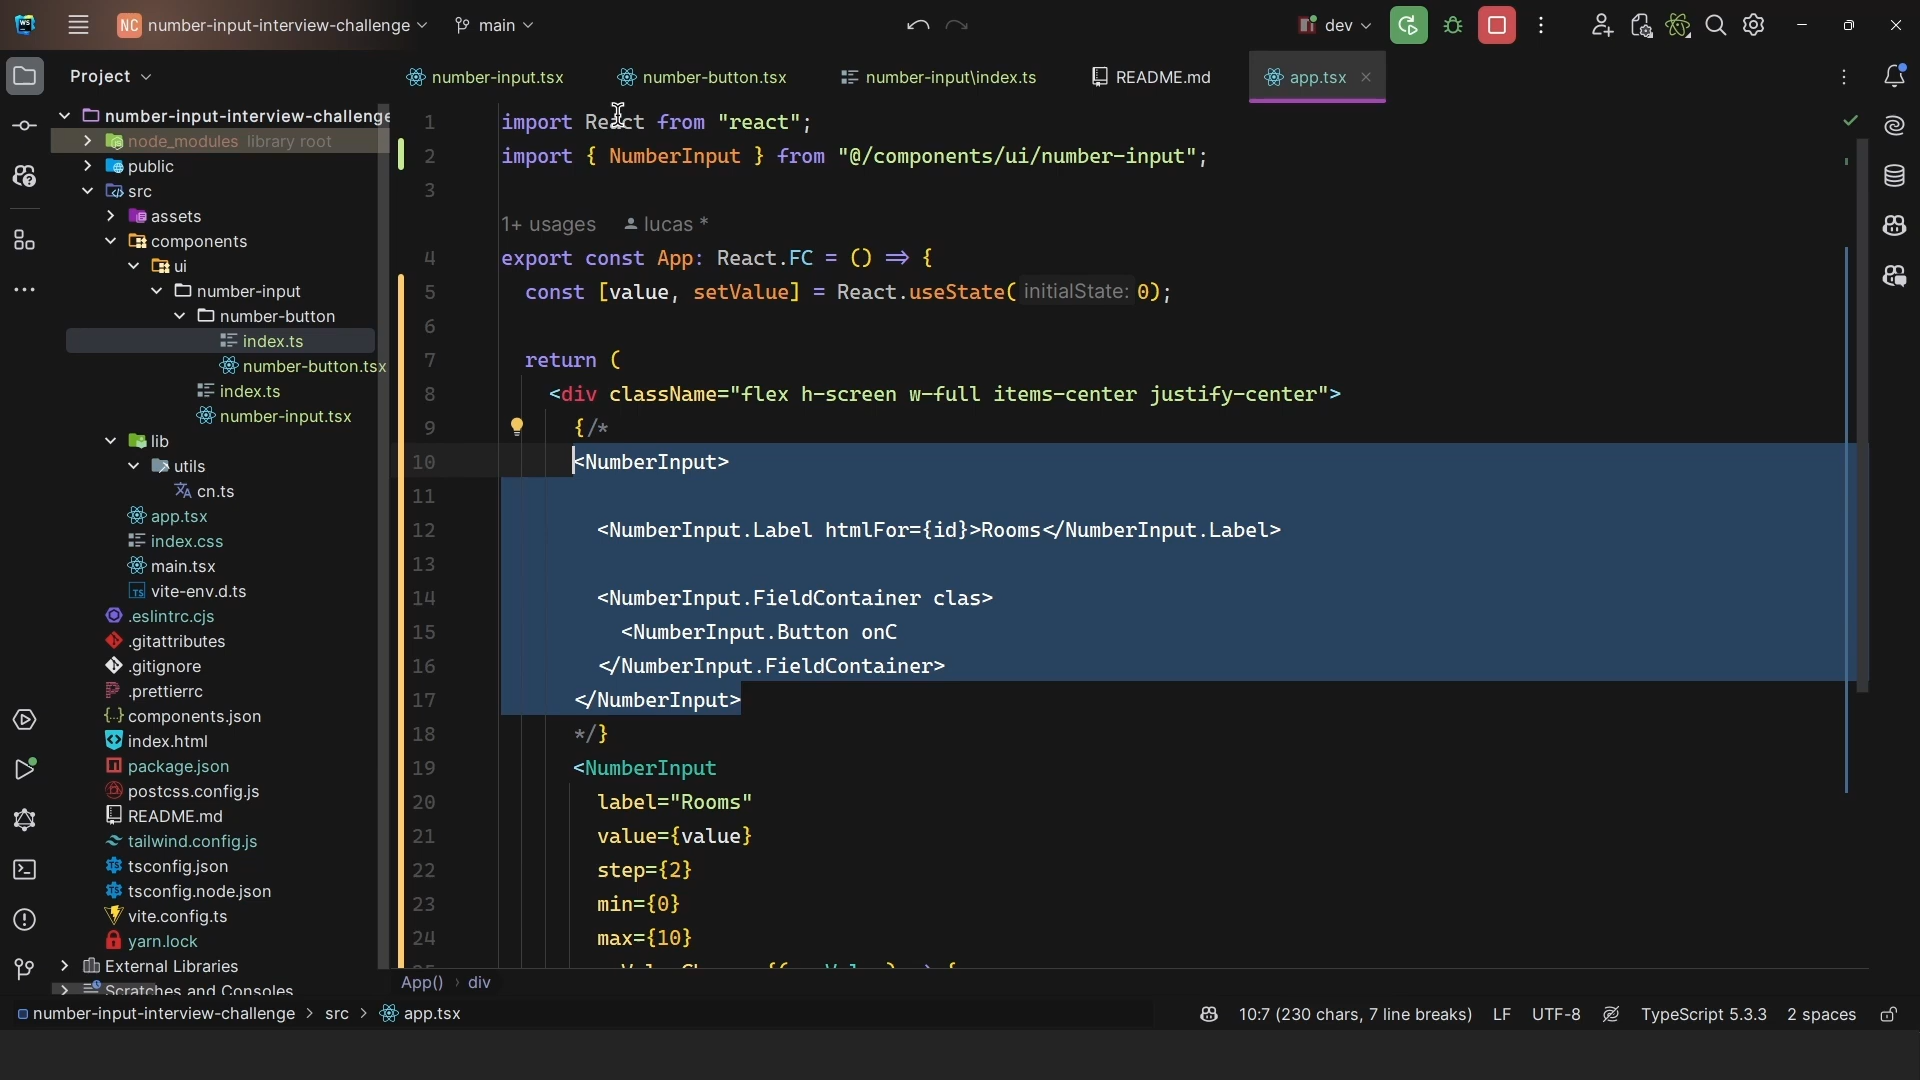 NC number-input-interview-challenge main dev
Project
number-input.tsx number-button.tsx number-input\index.ts README.md app.tsx
number-input-interview-challenge
node_modules library root
public
src
assets
components
ui
number-input
number-button
index.ts
number-button.tsx
index.ts
number-input.tsx
lib
utils
cn.ts
app.tsx
index.css
main.tsx
vite-env.d.ts
.eslintrc.cjs
.gitattributes
.gitignore
.prettierrc
components.json
index.html
package.json
postcss.config.js
README.md
tailwind.config.js
tsconfig.json
tsconfig.node.json
vite.config.ts
yarn.lock
External Libraries
Scratches and Consoles
1 import React from "react";
2 import { NumberInput } from "@/components/ui/number-input";
3
1+ usages lucas *
4 export const App: React.FC = () => {
5 const [value, setValue] = React.useState( initialState: 0);
6
7 return (
8 <div className="flex h-screen w-full items-center justify-center">
9 {/*
10 <NumberInput>
11
12 <NumberInput.Label htmlFor={id}>Rooms</NumberInput.Label>
13
14 <NumberInput.FieldContainer clas>
15 <NumberInput.Button onC
16 </NumberInput.FieldContainer>
17 </NumberInput>
18 */}
19 <NumberInput
20 label="Rooms"
21 value={value}
22 step={2}
23 min={0}
24 max={10}
App() › div
number-input-interview-challenge > src > app.tsx
10:7 (230 chars, 7 line breaks) LF UTF-8 TypeScript 5.3.3 2 spaces